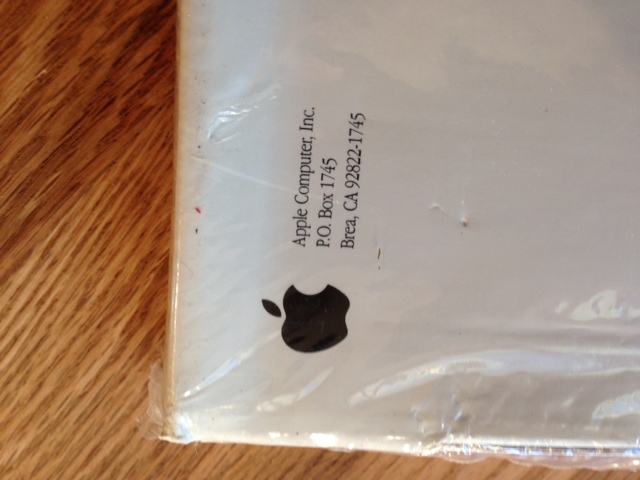 Apple Computer, Inc.
P.O. Box 1745
Brea, CA 92822-1745